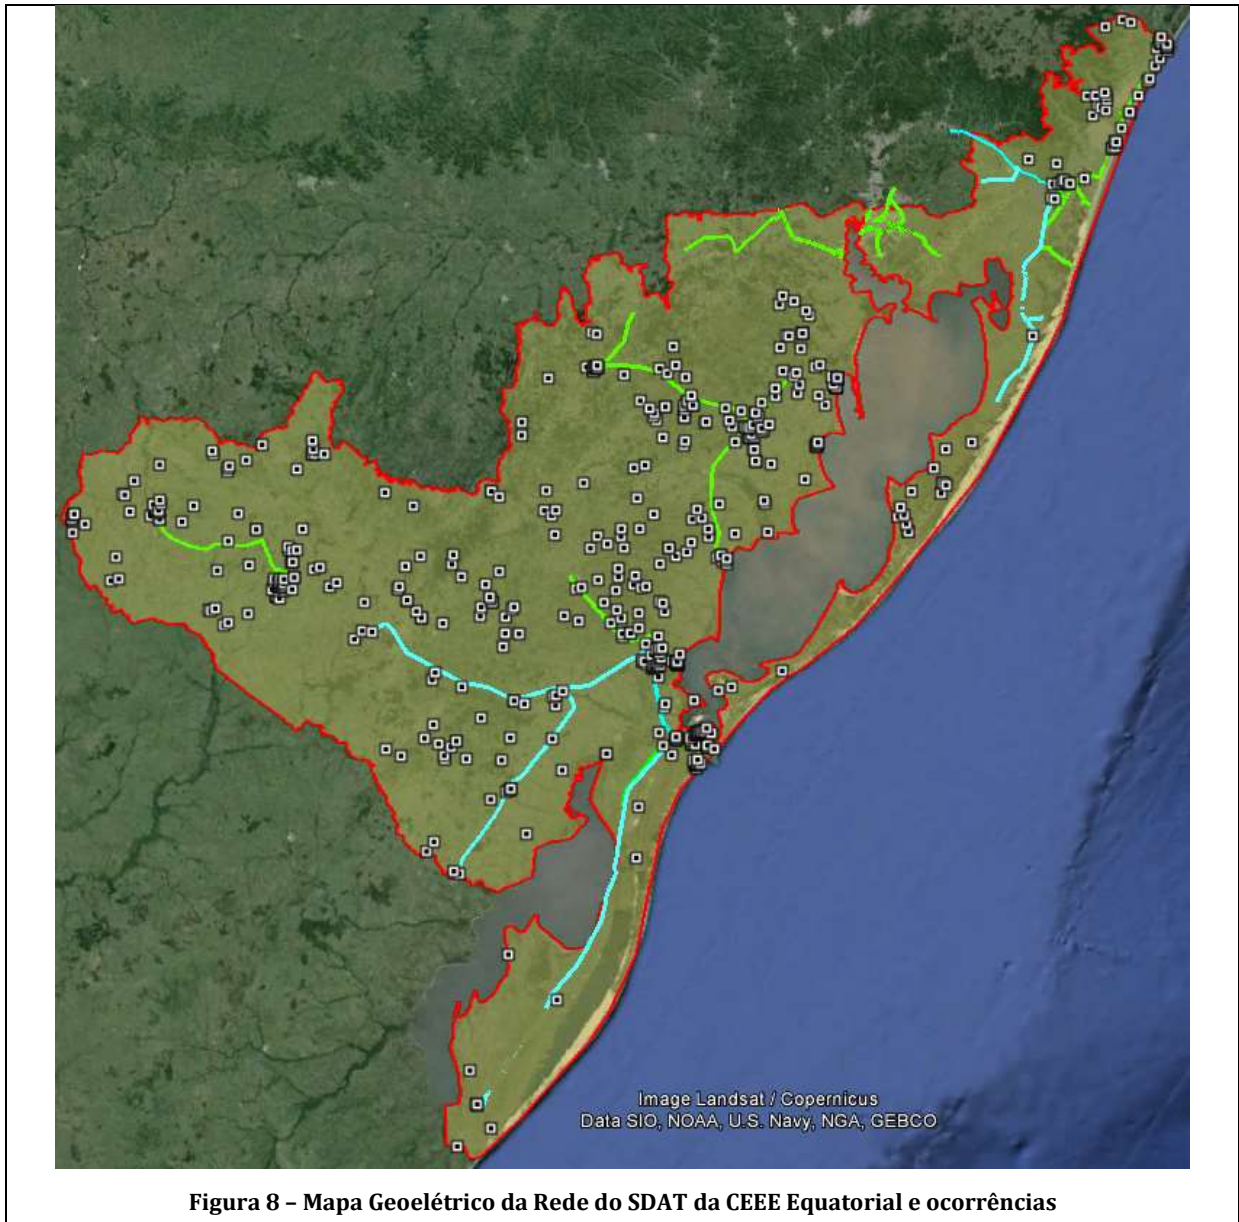 Image Landsat / Copernicus
Data SIO, NOAA, U.S. Navy, NGA, GEBCO
Figura 8 – Mapa Geoelétrico da Rede do SDAT da CEEE Equatorial e ocorrências